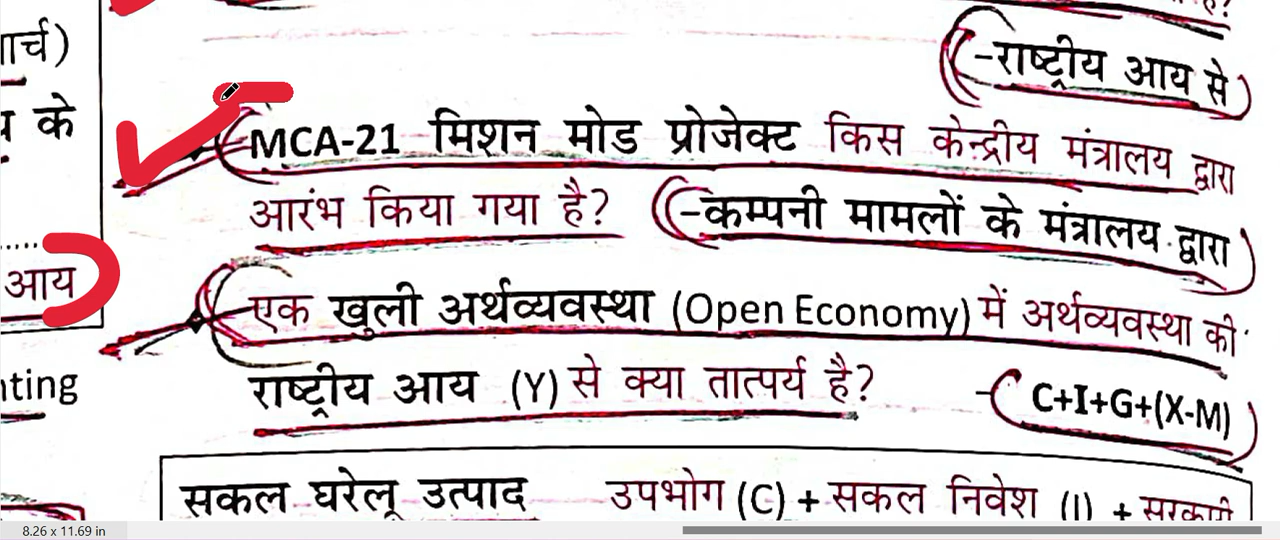 है?
-राष्ट्रीय आय से
मार्च)
के
MCA-21 मिशन मोड प्रोजेक्ट किस केन्द्रीय मंत्रालय द्वारा
आरंभ किया गया है? -कम्पनी मामलों के मंत्रालय द्वारा
आय
एक खुली अर्थव्यवस्था (Open Economy) में अर्थव्यवस्था की
राष्ट्रीय आय (Y) से क्या तात्पर्य है? - C+I+G+(X-M)
nting
सकल घरेलू उत्पाद उपभोग (C) + सकल निवेश (I) + सरकारी
8.26 x 11.69 in